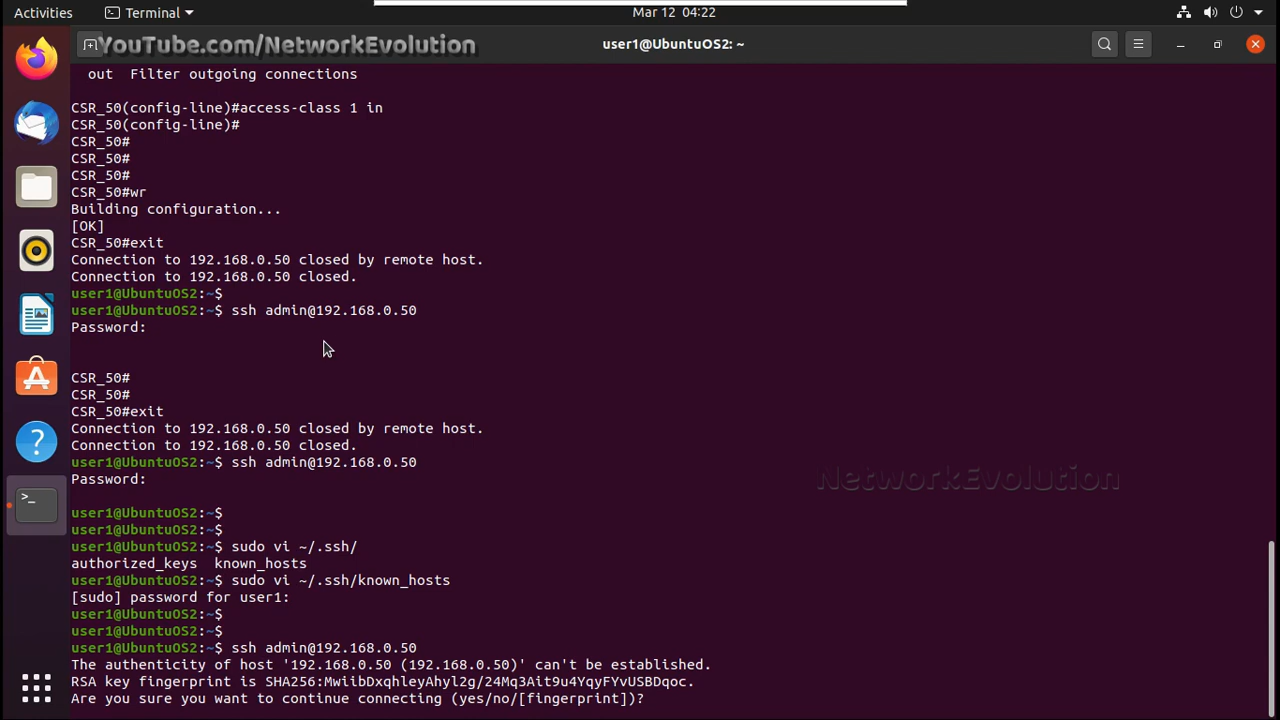 Activities
Terminal
Mar 12 04:22
YouTube.com/NetworkEvolution
user1@UbuntuOS2: ~
out  Filter outgoing connections
CSR_50(config-line)#access-class 1 in
CSR_50(config-line)#
CSR_50#
CSR_50#
CSR_50#
CSR_50#wr
Building configuration...
[OK]
CSR_50#exit
Connection to 192.168.0.50 closed by remote host.
Connection to 192.168.0.50 closed.
user1@UbuntuOS2:~$
user1@UbuntuOS2:~$ ssh admin@192.168.0.50
Password:
CSR_50#
CSR_50#
CSR_50#exit
Connection to 192.168.0.50 closed by remote host.
Connection to 192.168.0.50 closed.
user1@UbuntuOS2:~$ ssh admin@192.168.0.50
Password:
NetworkEvolution
user1@UbuntuOS2:~$
user1@UbuntuOS2:~$
user1@UbuntuOS2:~$ sudo vi ~/.ssh/
authorized_keys  known_hosts
user1@UbuntuOS2:~$ sudo vi ~/.ssh/known_hosts
[sudo] password for user1:
user1@UbuntuOS2:~$
user1@UbuntuOS2:~$
user1@UbuntuOS2:~$ ssh admin@192.168.0.50
The authenticity of host '192.168.0.50 (192.168.0.50)' can't be established.
RSA key fingerprint is SHA256:MwiibDxqhleyAhyl2g/24Mq3Ait9u4YqyFYvUSBDqoc.
Are you sure you want to continue connecting (yes/no/[fingerprint])?